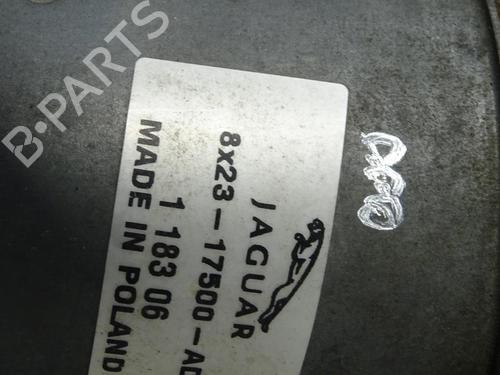 JAGUAR
8x23-17500-AD
1 183 06
MADE IN POLAND
B-PARTS